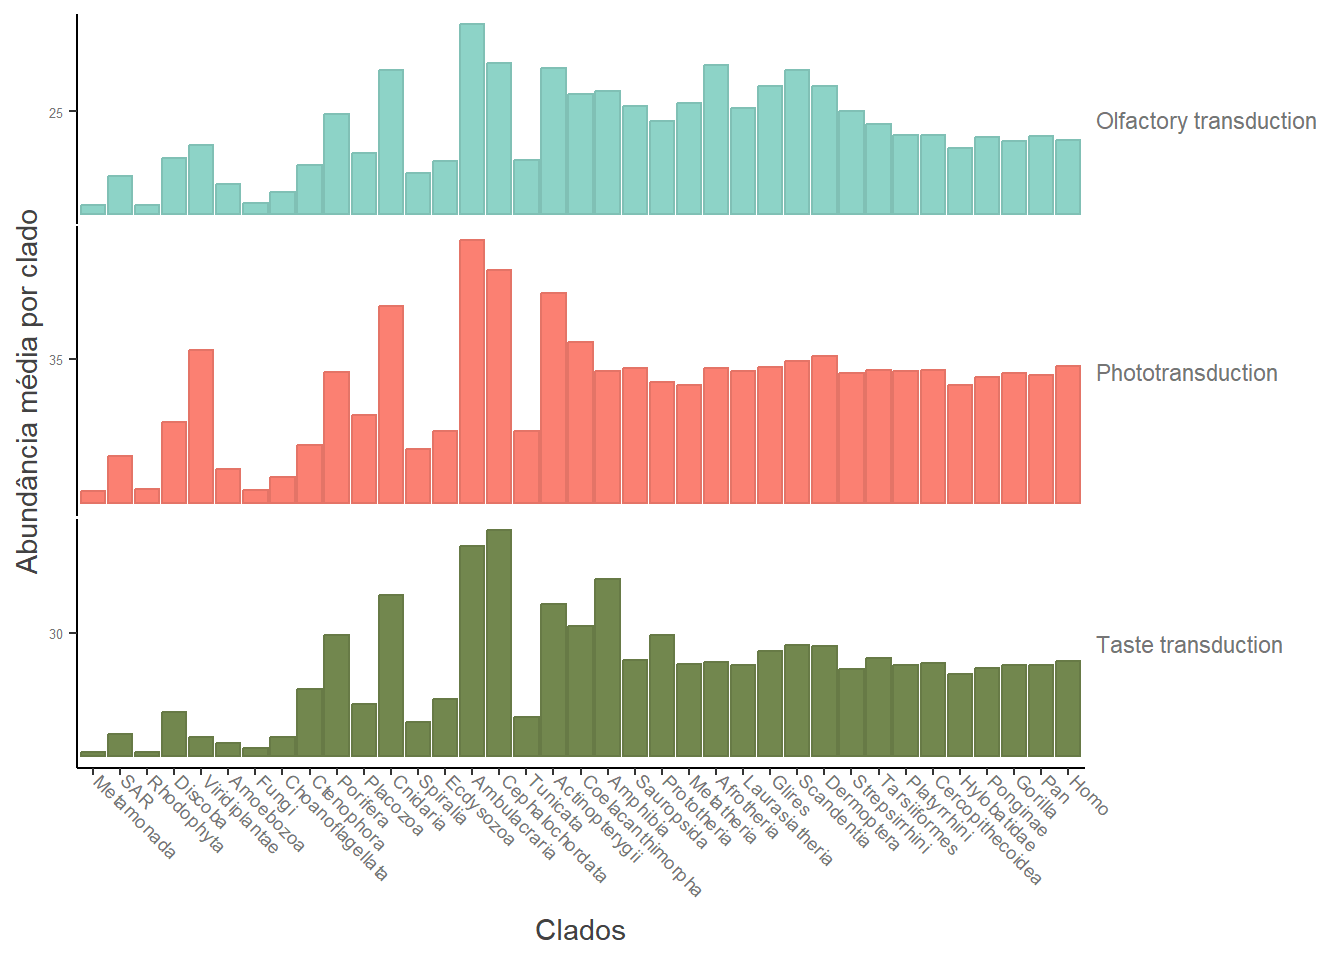 Abundância média por clado
25
Olfactory transduction
35
Phototransduction
30
Taste transduction
Metamonada
SAR
Rhodophyta
Discoba
Viridiplantae
Amoebozoa
Fungi
Choanoflagellata
Ctenophora
Porifera
Placozoa
Cnidaria
Spiralia
Ecdysozoa
Ambulacraria
Cephalochordata
Tunicata
Actinopterygii
Coelacanthimorpha
Amphibia
Sauropsida
Prototheria
Metatheria
Afrotheria
Laurasiatheria
Glires
Scandentia
Dermoptera
Strepsirrhini
Tarsiiformes
Platyrrhini
Cercopithecoidea
Hylobatidae
Ponginae
Gorilla
Pan
Homo
Clados